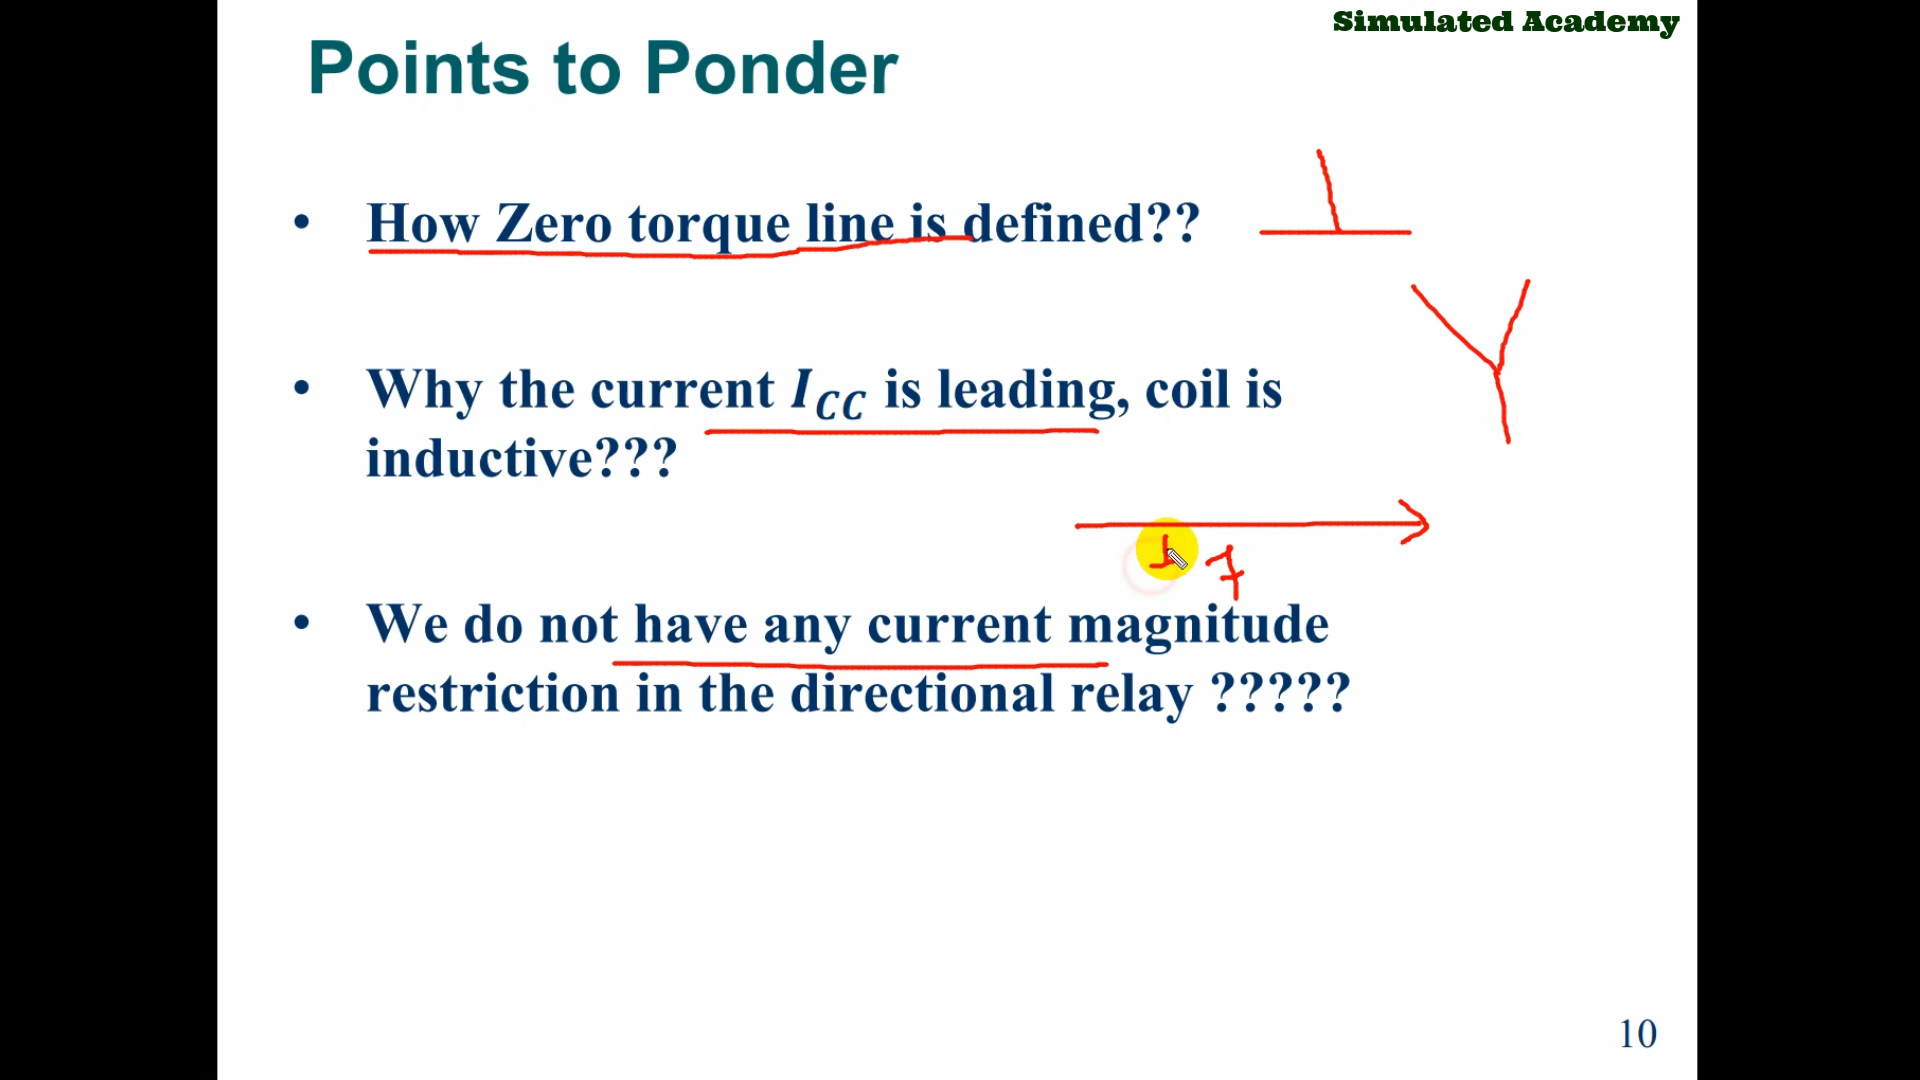 Simulated Academy
Points to Ponder
• How Zero torque line is defined??
• Why the current I_CC is leading, coil is
inductive???
• We do not have any current magnitude
restriction in the directional relay ?????
10